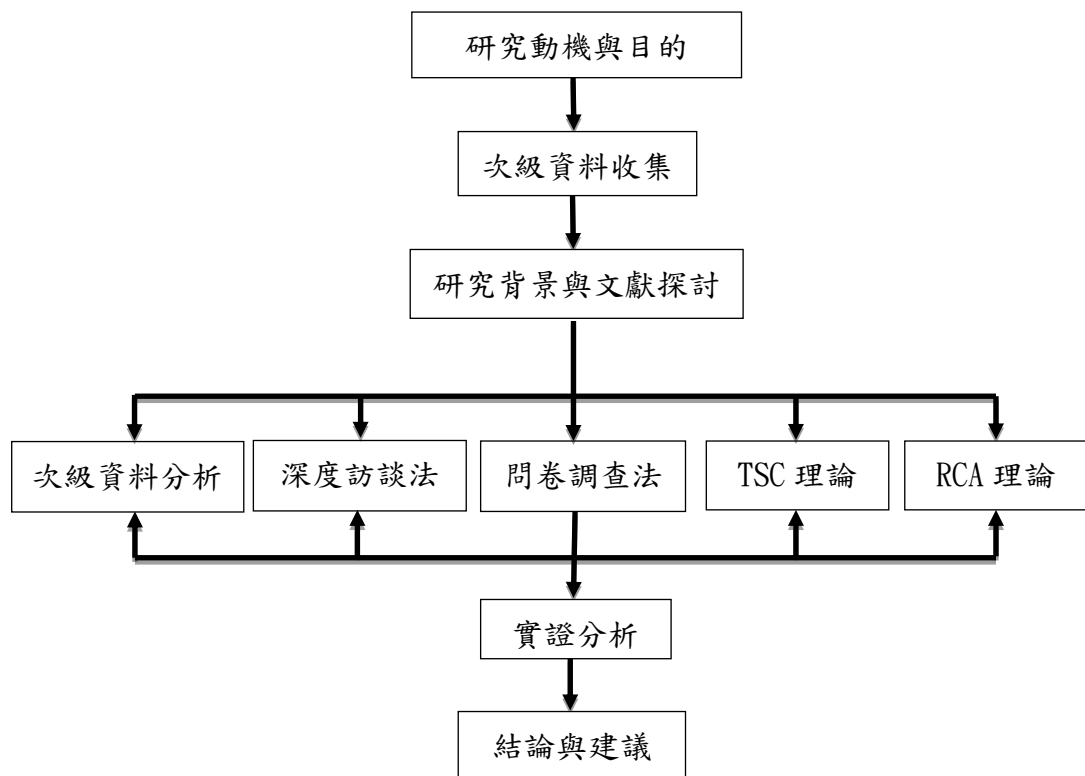 研究動機與目的
次級資料收集
研究背景與文獻探討
次級資料分析
深度訪談法
問卷調查法
TSC 理論
RCA 理論
實證分析
結論與建議